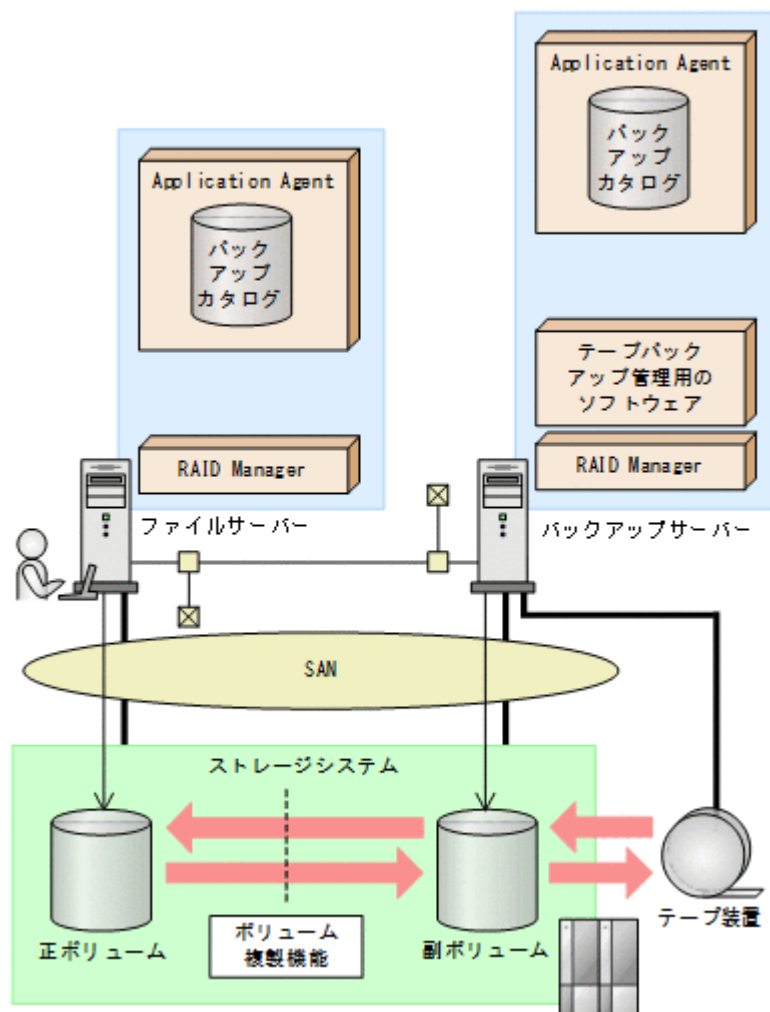 Application Agent
バック
アップ
カタログ
テープバック
アップ管理用の
ソフトウェア
RAID Manager
バックアップサーバー
Application Agent
バック
アップ
カタログ
RAID Manager
ファイルサーバー
SAN
ストレージシステム
正ボリューム
ボリューム
複製機能
副ボリューム
テープ装置